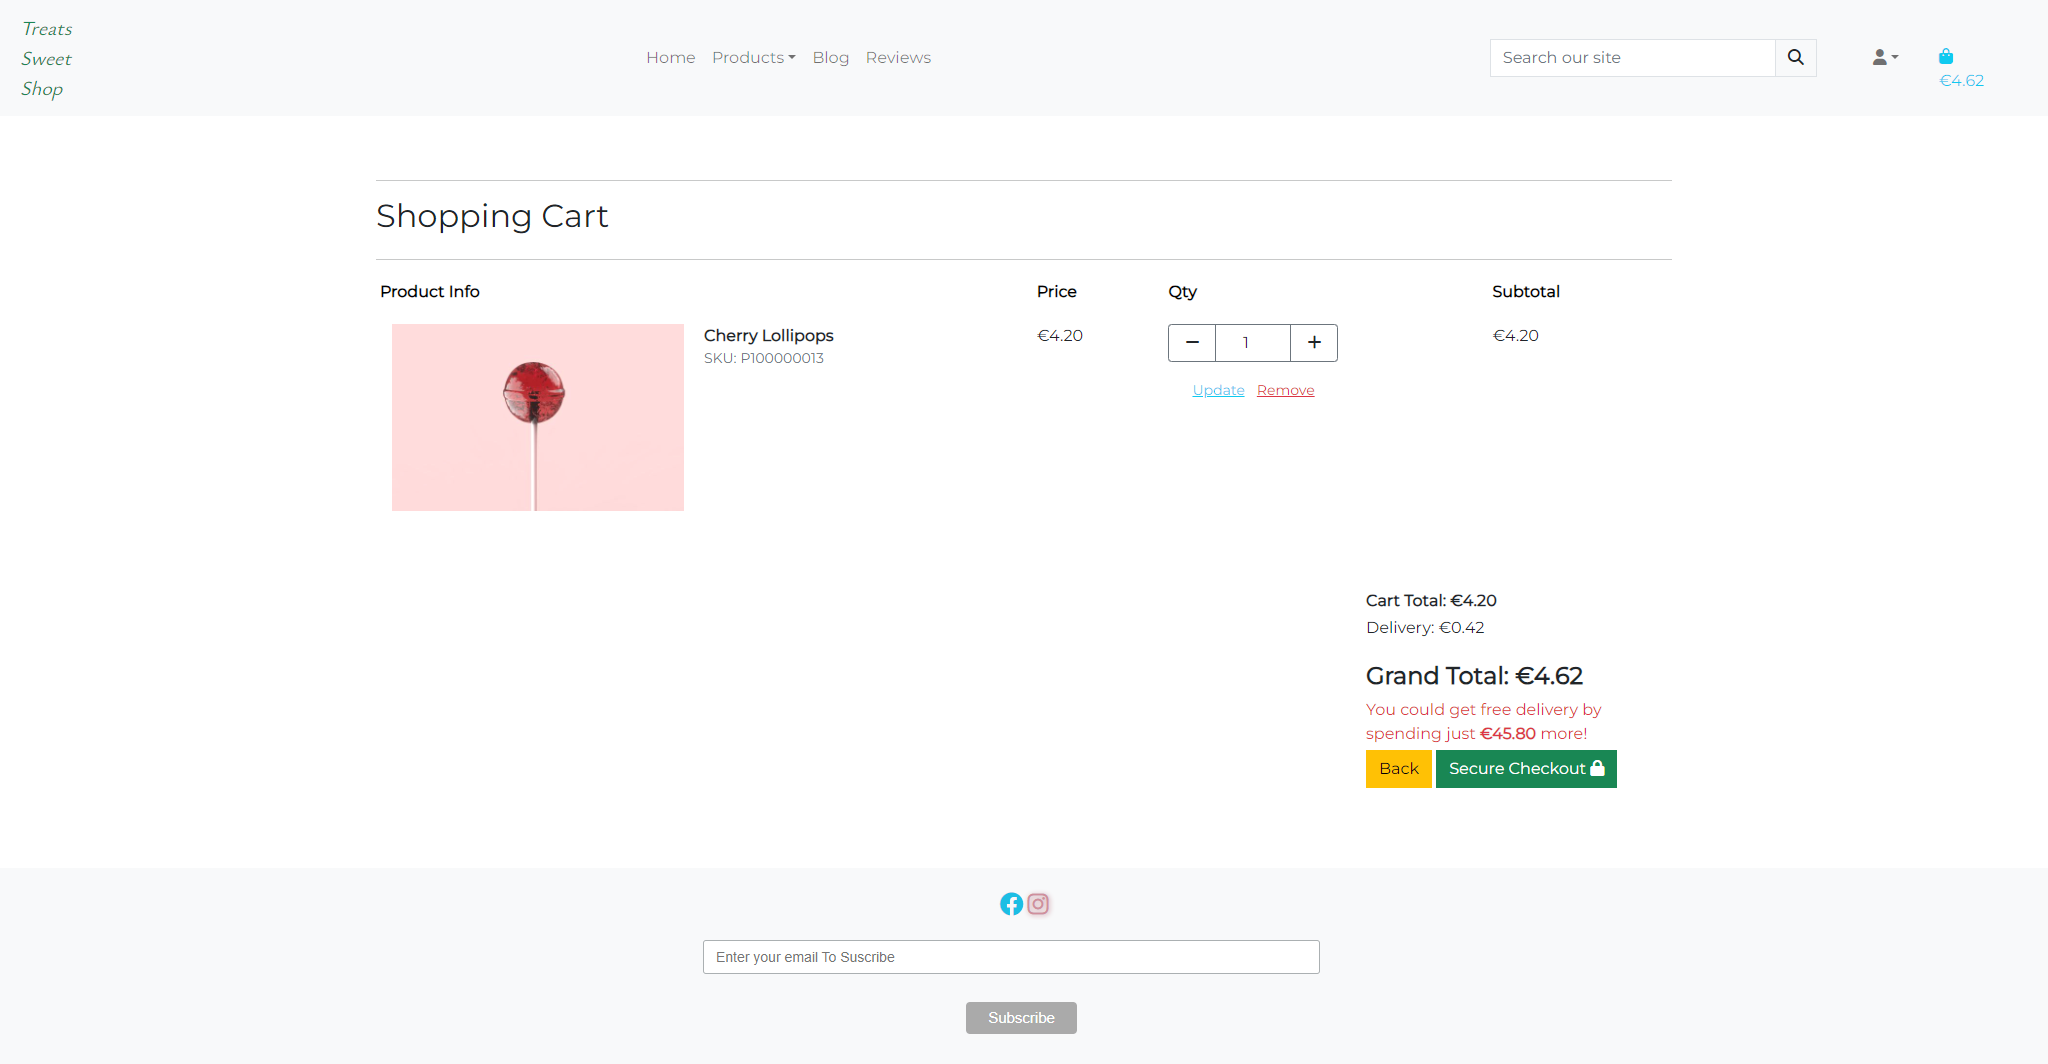 Treats
Sweet
Shop
Home Products Blog Reviews
Search our site
€4.62
Shopping Cart
Product Info Price Qty Subtotal
Cherry Lollipops €4.20 1 €4.20
SKU: P100000013
Update Remove
Cart Total: €4.20
Delivery: €0.42
Grand Total: €4.62
You could get free delivery by
spending just €45.80 more!
Back Secure Checkout
Enter your email To Suscribe
Subscribe